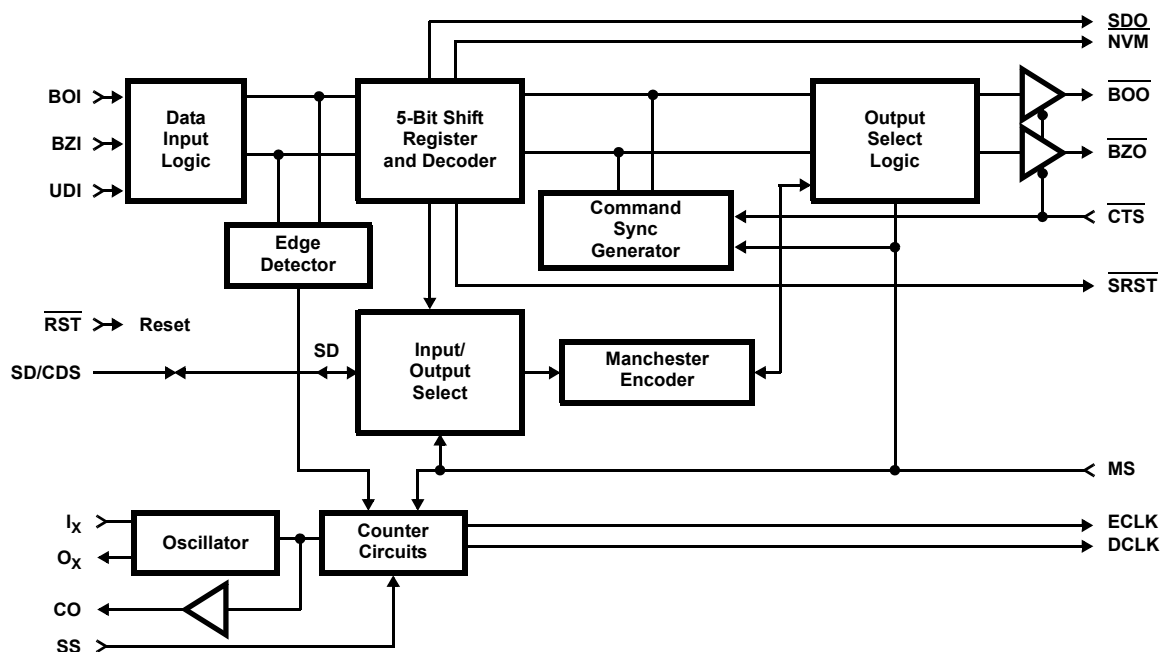 SDO
NVM
BOI
BZI
UDI
Data
Input
Logic
5-Bit Shift
Register
and Decoder
Output
Select
Logic
BOO
BZO
CTS
Command
Sync
Generator
Edge
Detector
SRST
RST
Reset
SD/CDS
SD
Input/
Output
Select
Manchester
Encoder
MS
IX
OX
Oscillator
Counter
Circuits
ECLK
DCLK
CO
SS